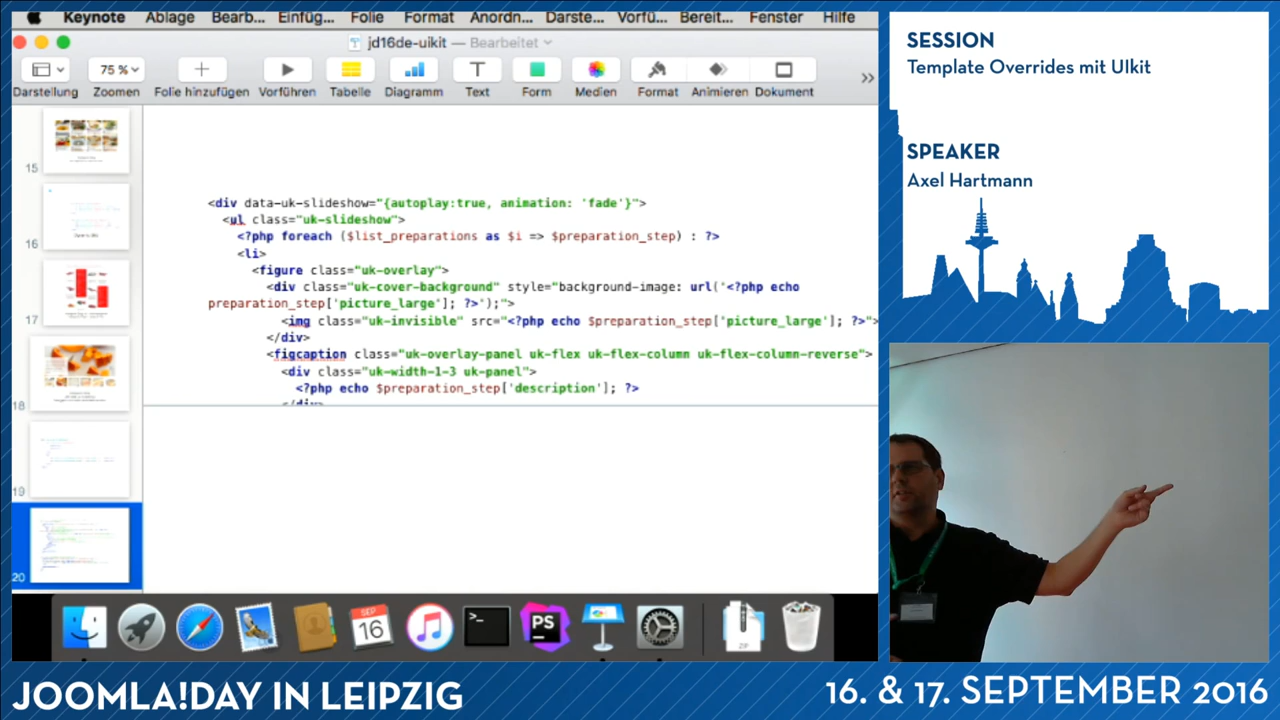 Keynote Ablage Bearb... Einfüg... Folie Format Anordn... Darste... Vorfü... Bereit... Fenster Hilfe
jd16de-uikit — Bearbeitet
75 %
Darstellung Zoomen Folie hinzufügen Vorführen Tabelle Diagramm Text Form Medien Format Animieren Dokument
15
16
17
18
19
20
<div data-uk-slideshow="{autoplay:true, animation: 'fade'}">
<ul class="uk-slideshow">
<?php foreach ($list_preparations as $i => $preparation_step) : ?>
<li>
<figure class="uk-overlay">
<div class="uk-cover-background" style="background-image: url('<?php echo
preparation_step['picture_large']; ?>');">
<img class="uk-invisible" src="<?php echo $preparation_step['picture_large']; ?>">
</div>
<figcaption class="uk-overlay-panel uk-flex uk-flex-column uk-flex-column-reverse">
<div class="uk-width-1-3 uk-panel">
<?php echo $preparation_step['description']; ?>
</div>
SEP
16
>_
PS
ZIP
SESSION
Template Overrides mit UIkit
SPEAKER
Axel Hartmann
JOOMLA!DAY IN LEIPZIG
16. & 17. SEPTEMBER 2016